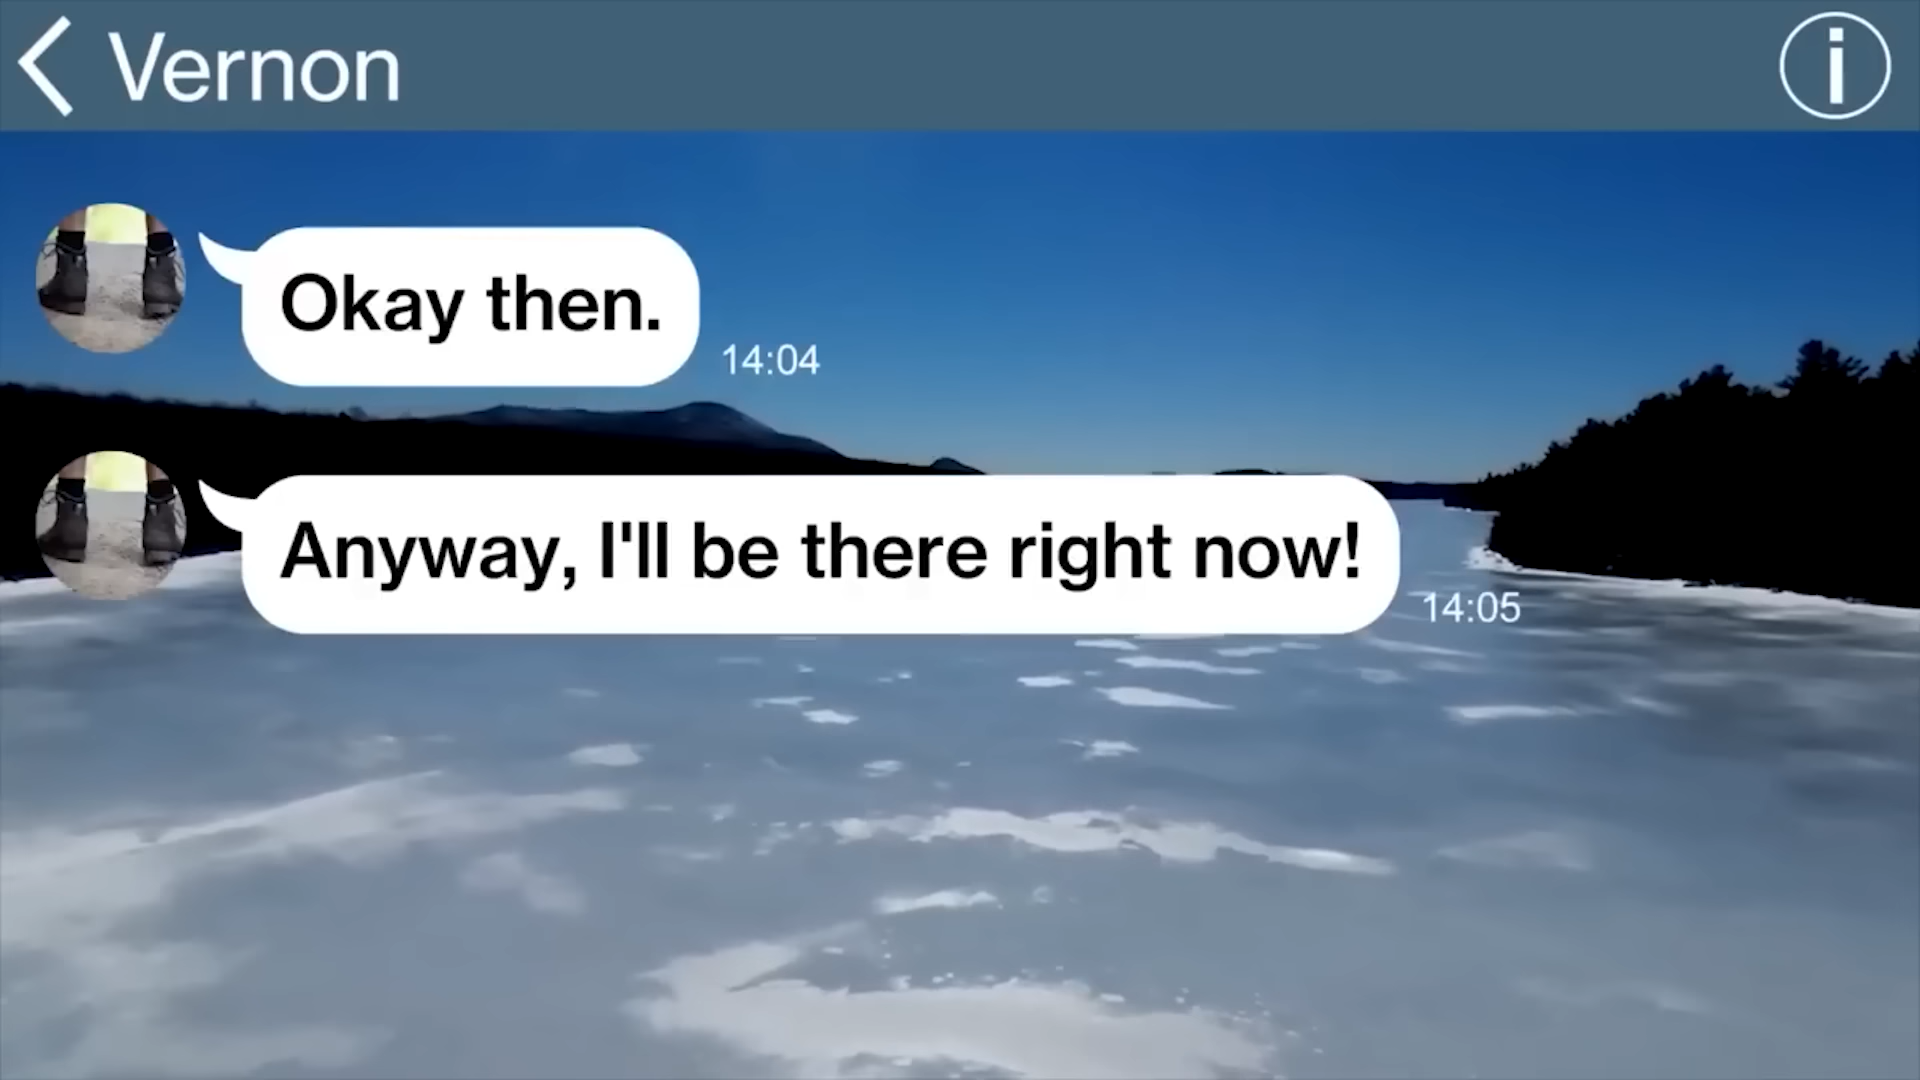 Vernon
Okay then.
14:04
Anyway, I'll be there right now!
14:05